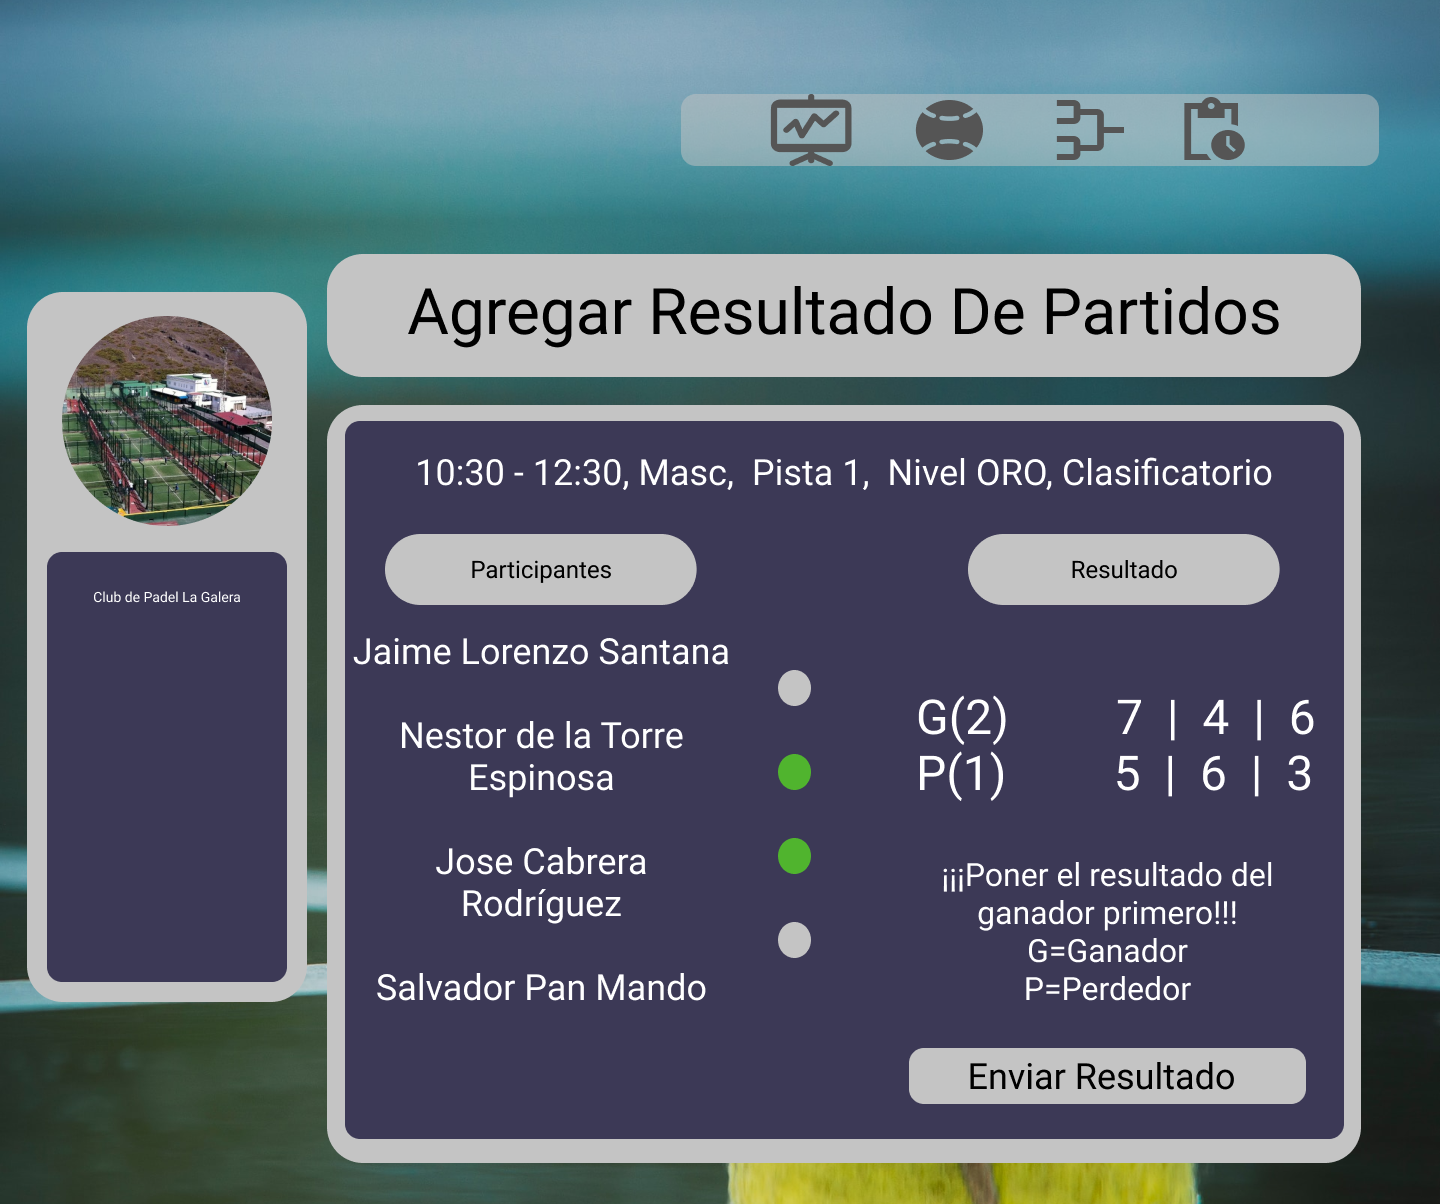 Agregar Resultado De Partidos
Club de Padel La Galera
10:30 - 12:30, Masc, Pista 1, Nivel ORO, Clasificatorio
Participantes
Jaime Lorenzo Santana
Nestor de la Torre
Espinosa
Jose Cabrera
Rodríguez
Salvador Pan Mando
Resultado
G(2) 7 | 4 | 6
P(1) 5 | 6 | 3
¡¡¡Poner el resultado del
ganador primero!!!
G=Ganador
P=Perdedor
Enviar Resultado